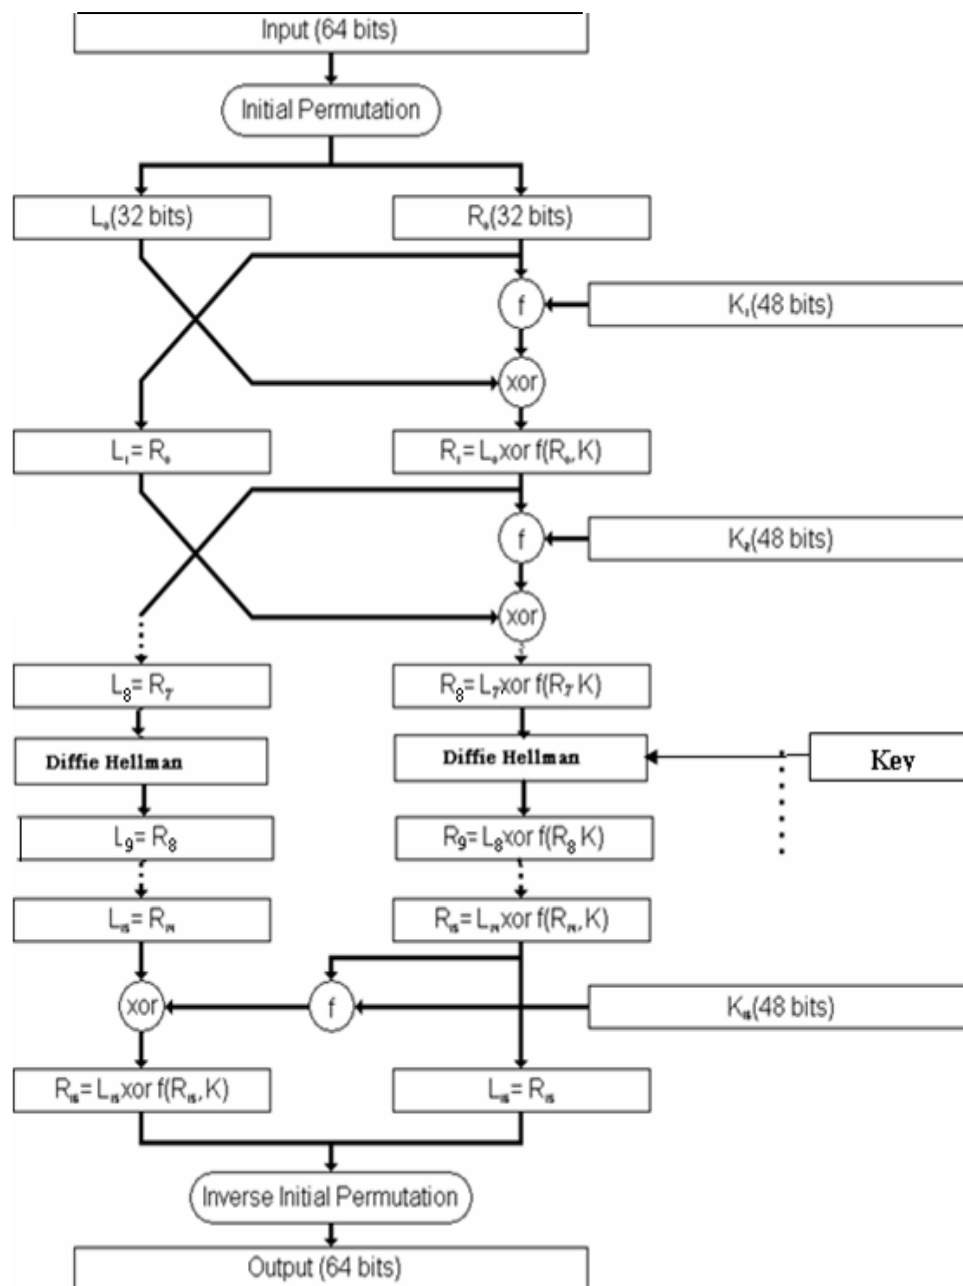 Input (64 bits)
Initial Permutation
L₀(32 bits)
R₀(32 bits)
f
K₁(48 bits)
xor
L₁= R₀
R₁= L₀xor f(R₀, K)
f
K₂(48 bits)
xor
L₈= R₇
R₈= L₇xor f(R₇ K)
Diffie Hellman
Diffie Hellman
Key
L₉= R₈
R₉= L₈xor f(R₈ K)
L₁₅= R₁₄
R₁₅= L₁₄xor f(R₁₄, K)
xor
f
K₁₆(48 bits)
R₁₆= L₁₅xor f(R₁₅, K)
L₁₆= R₁₅
Inverse Initial Permutation
Output (64 bits)